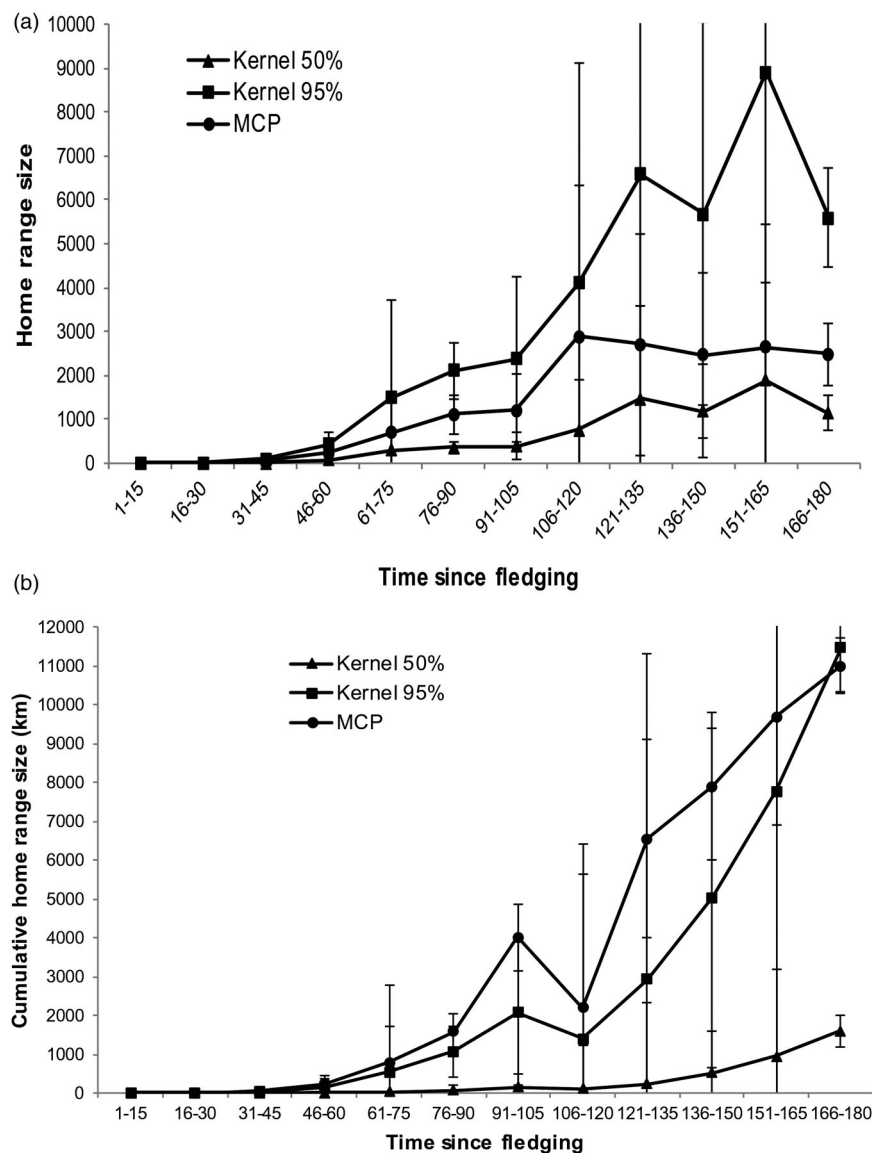 (a)
10000
9000
8000
7000
6000
5000
4000
3000
2000
1000
0
Home range size
Kernel 50%
Kernel 95%
MCP
1-15
16-30
31-45
46-60
61-75
76-90
91-105
106-120
121-135
136-150
151-165
166-180
Time since fledging
(b)
12000
11000
10000
9000
8000
7000
6000
5000
4000
3000
2000
1000
0
Cumulative home range size (km)
Kernel 50%
Kernel 95%
MCP
1-15 16-30 31-45 46-60 61-75 76-90 91-105 106-120 121-135 136-150 151-165 166-180
Time since fledging